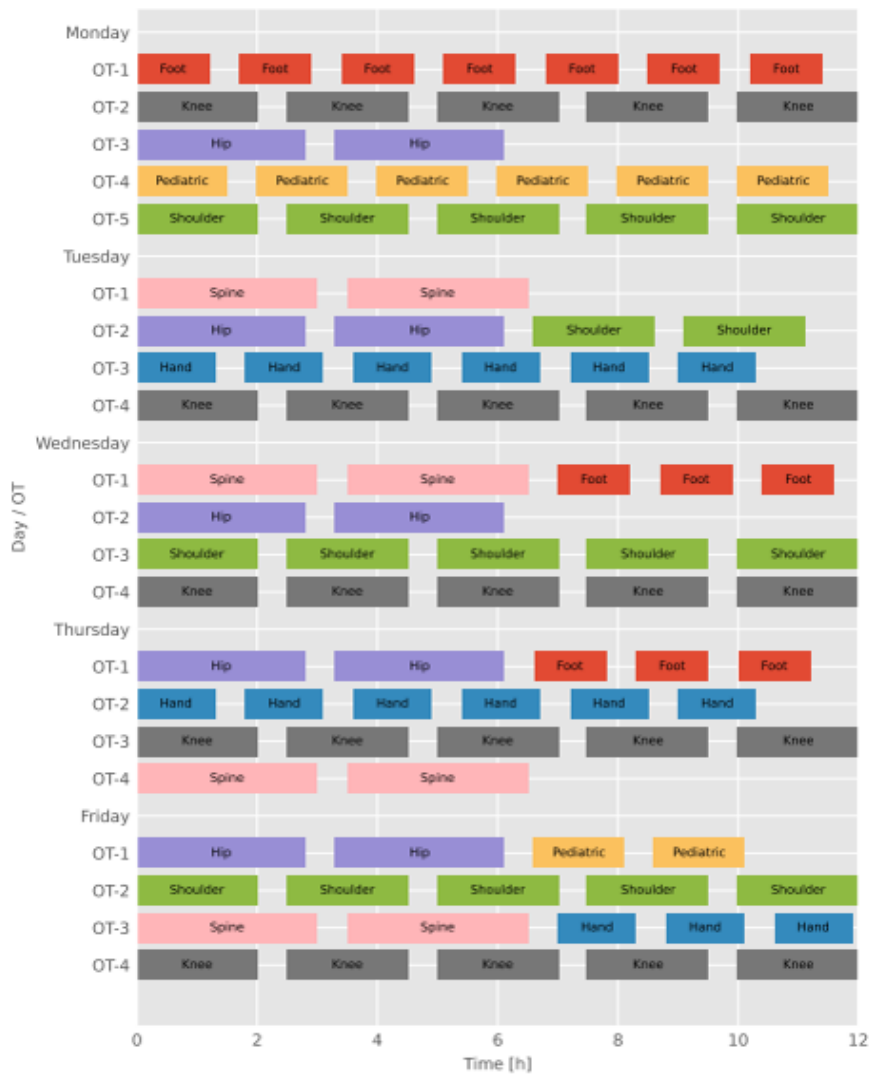 Monday
OT-1 Foot Foot Foot Foot Foot Foot Foot
OT-2 Knee Knee Knee Knee Knee
OT-3 Hip Hip
OT-4 Pediatric Pediatric Pediatric Pediatric Pediatric Pediatric
OT-5 Shoulder Shoulder Shoulder Shoulder Shoulder
Tuesday
OT-1 Spine Spine
OT-2 Hip Hip Shoulder Shoulder
OT-3 Hand Hand Hand Hand Hand Hand
OT-4 Knee Knee Knee Knee Knee
Wednesday
OT-1 Spine Spine Foot Foot Foot
OT-2 Hip Hip
OT-3 Shoulder Shoulder Shoulder Shoulder Shoulder
OT-4 Knee Knee Knee Knee Knee
Thursday
OT-1 Hip Hip Foot Foot Foot
OT-2 Hand Hand Hand Hand Hand Hand
OT-3 Knee Knee Knee Knee Knee
OT-4 Spine Spine
Friday
OT-1 Hip Hip Pediatric Pediatric
OT-2 Shoulder Shoulder Shoulder Shoulder Shoulder
OT-3 Spine Spine Hand Hand Hand
OT-4 Knee Knee Knee Knee Knee
0 2 4 6 8 10 12
Time [h]
Day / OT